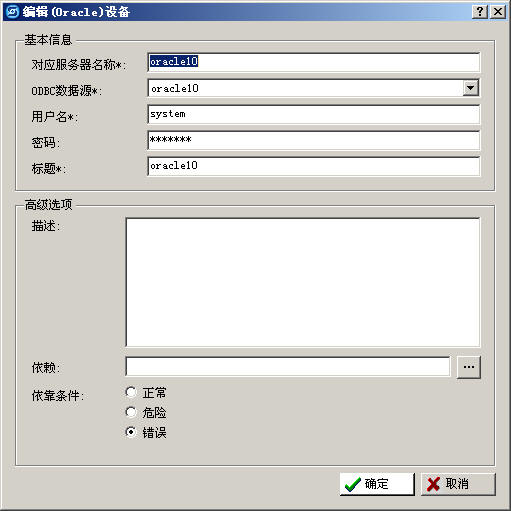 编辑(Oracle)设备
基本信息
对应服务器名称*: oracle10
ODBC数据源*: oracle10
用户名*: system
密码: *******
标题*: oracle10
高级选项
描述:
依赖: ...
依靠条件: 正常
危险
错误
确定 取消